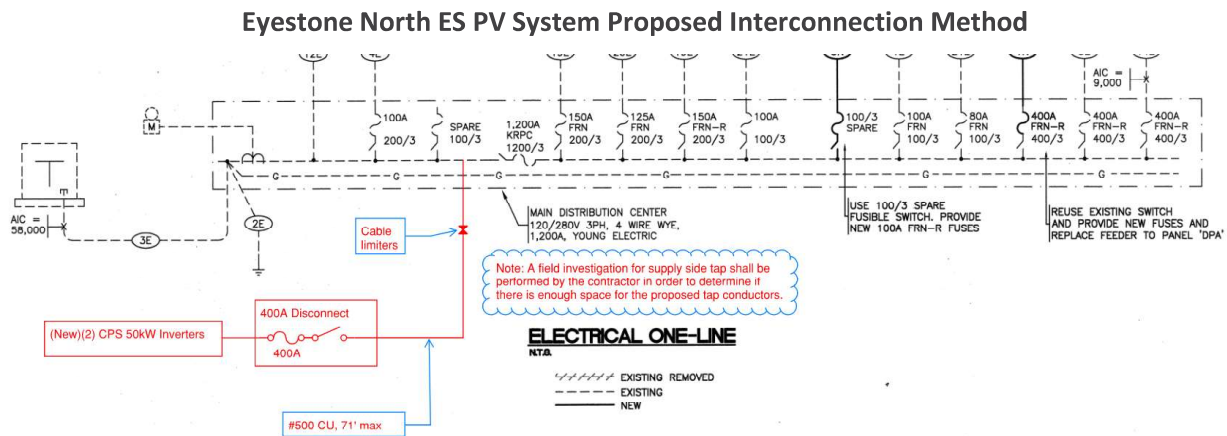 Eyestone North ES PV System Proposed Interconnection Method
12E
4E
AIC =
9,000
M
100A
200/3
SPARE
100/3
1,200A
KRPC
1200/3
150A
FRN
200/3
125A
FRN
200/3
150A
FRN-R
200/3
100A
100/3
100/3
SPARE
100A
FRN
100/3
80A
FRN
100/3
400A
FRN-R
400/3
400A
FRN-R
400/3
400A
FRN-R
400/3
G G G G G G
T
AIC =
58,000
3E
2E
MAIN DISTRIBUTION CENTER
120/280V 3PH, 4 WIRE WYE,
1,200A, YOUNG ELECTRIC
USE 100/3 SPARE
FUSIBLE SWITCH. PROVIDE
NEW 100A FRN-R FUSES
REUSE EXISTING SWITCH
AND PROVIDE NEW FUSES AND
REPLACE FEEDER TO PANEL 'DPA'
Cable
limiters
Note: A field investigation for supply side tap shall be
performed by the contractor in order to determine if
there is enough space for the proposed tap conductors.
(New)(2) CPS 50kW Inverters
400A Disconnect
400A
#500 CU, 71' max
ELECTRICAL ONE-LINE
N.T.S.
EXISTING REMOVED
EXISTING
NEW